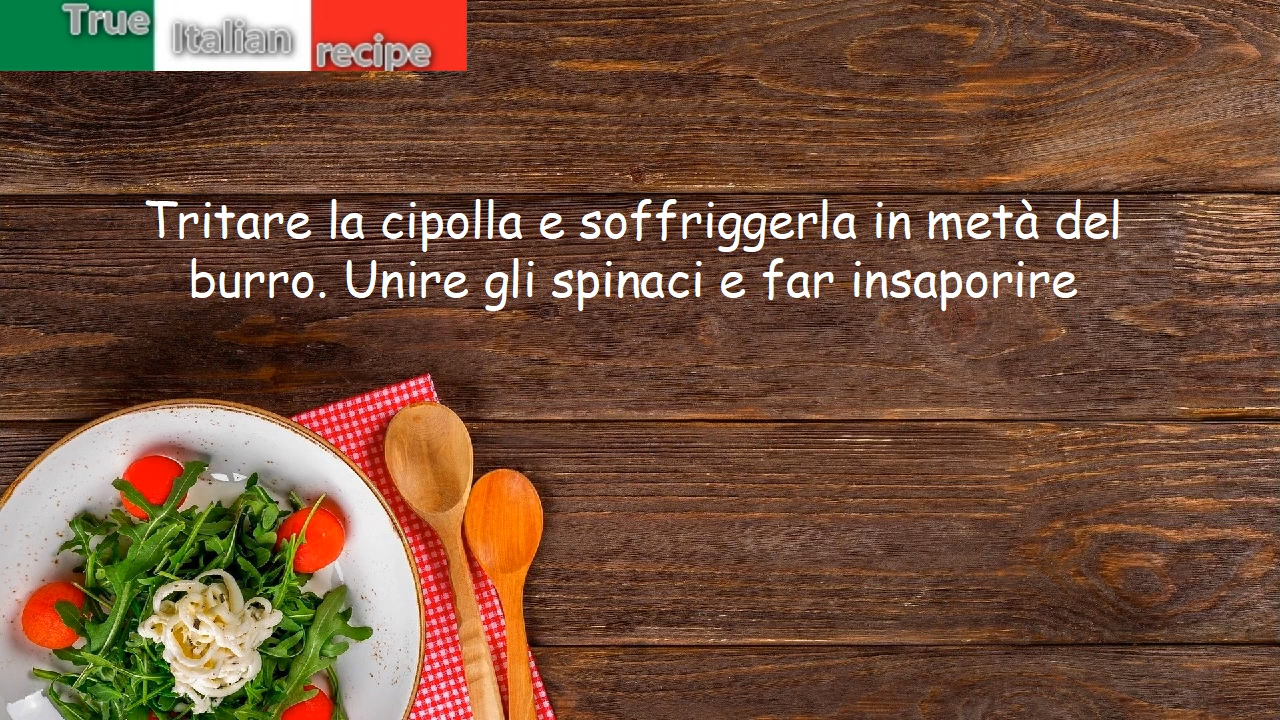 True
Italian
recipe
Tritare la cipolla e soffriggerla in metà del
burro. Unire gli spinaci e far insaporire